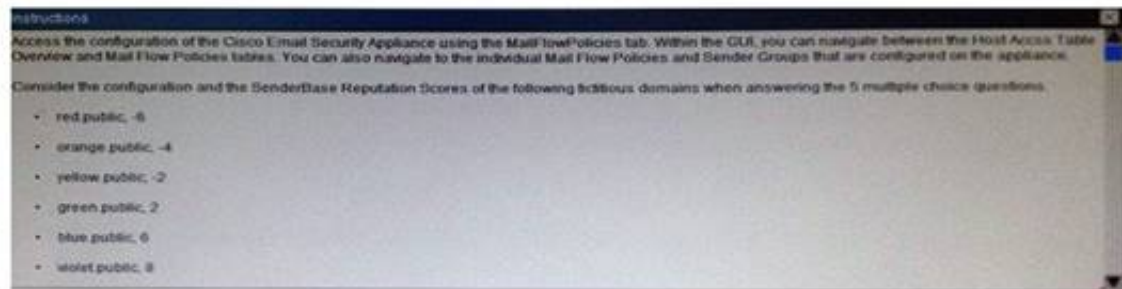 nstructions
Access the configuration of the Cisco Email Security Appliance using the MailFlowPolicies tab. Within the GUI, you can navigate between the Host Access Table
Overview and Mail Flow Policies tables. You can also navigate to the individual Mail Flow Policies and Sender Groups that are configured on the appliance.
Consider the configuration and the SenderBase Reputation Scores of the following fictitious domains when answering the 5 multiple choice questions.
• red.public, -6
• orange.public, -4
• yellow.public, -2
• green.public, 2
• blue.public, 6
• violet.public, 8